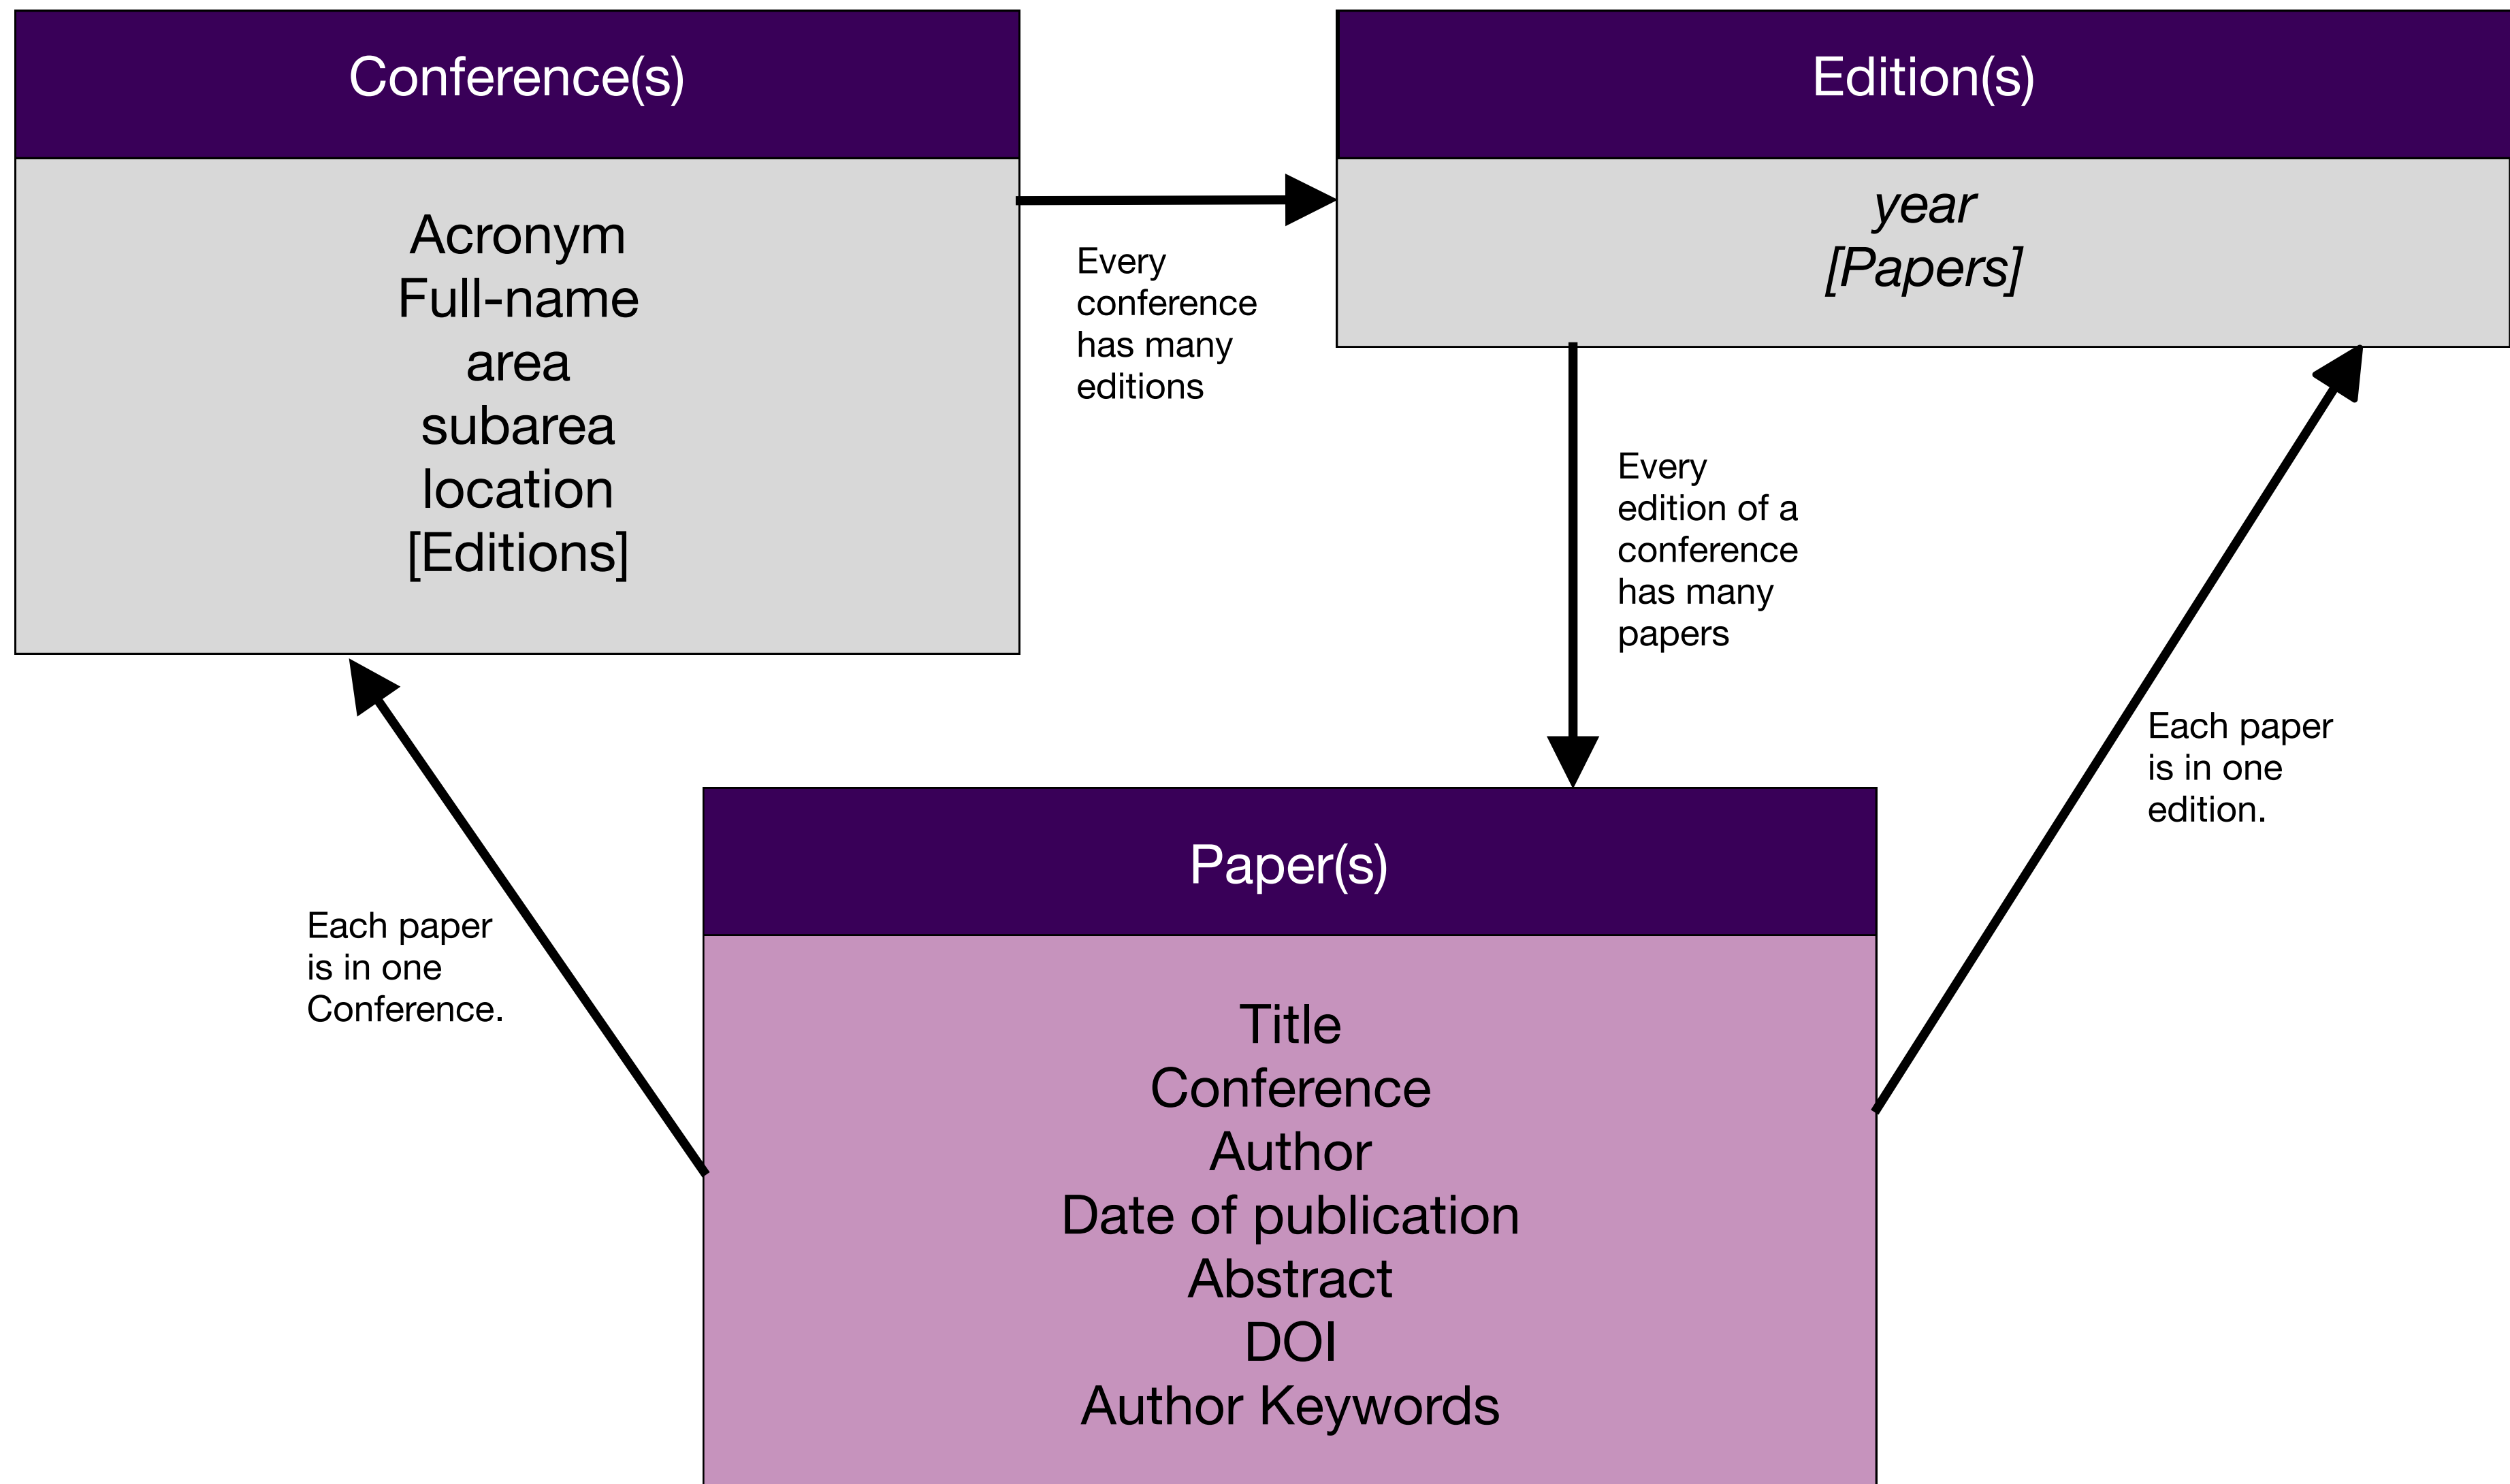 Conference(s)
Acronym
Full-name
area
subarea
location
[Editions]
Every
conference
has many
editions
Edition(s)
year
[Papers]
Every
edition of a
conference
has many
papers
Each paper
is in one
edition.
Each paper
is in one
Conference.
Paper(s)
Title
Conference
Author
Date of publication
Abstract
DOI
Author Keywords